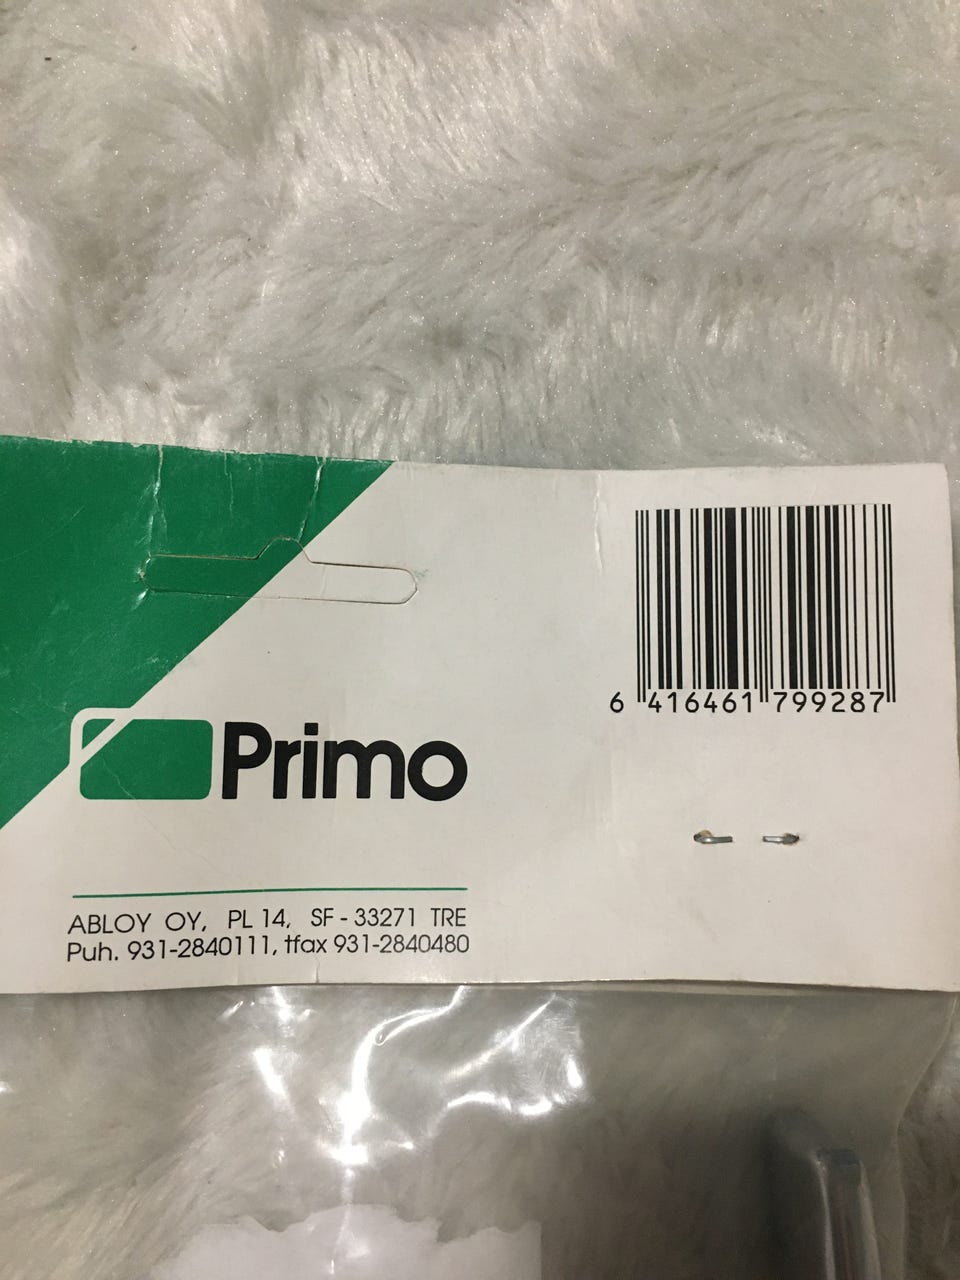 6 416461 799287
Primo
ABLOY OY, PL 14, SF - 33271 TRE
Puh. 931-2840111, tfax 931-2840480